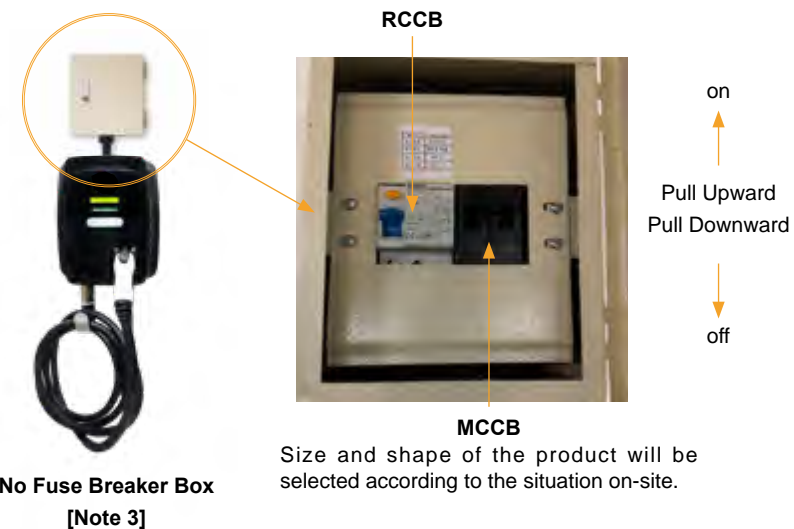 RCCB
on
Pull Upward
Pull Downward
off
MCCB
Size and shape of the product will be
selected according to the situation on-site.
No Fuse Breaker Box
[Note 3]